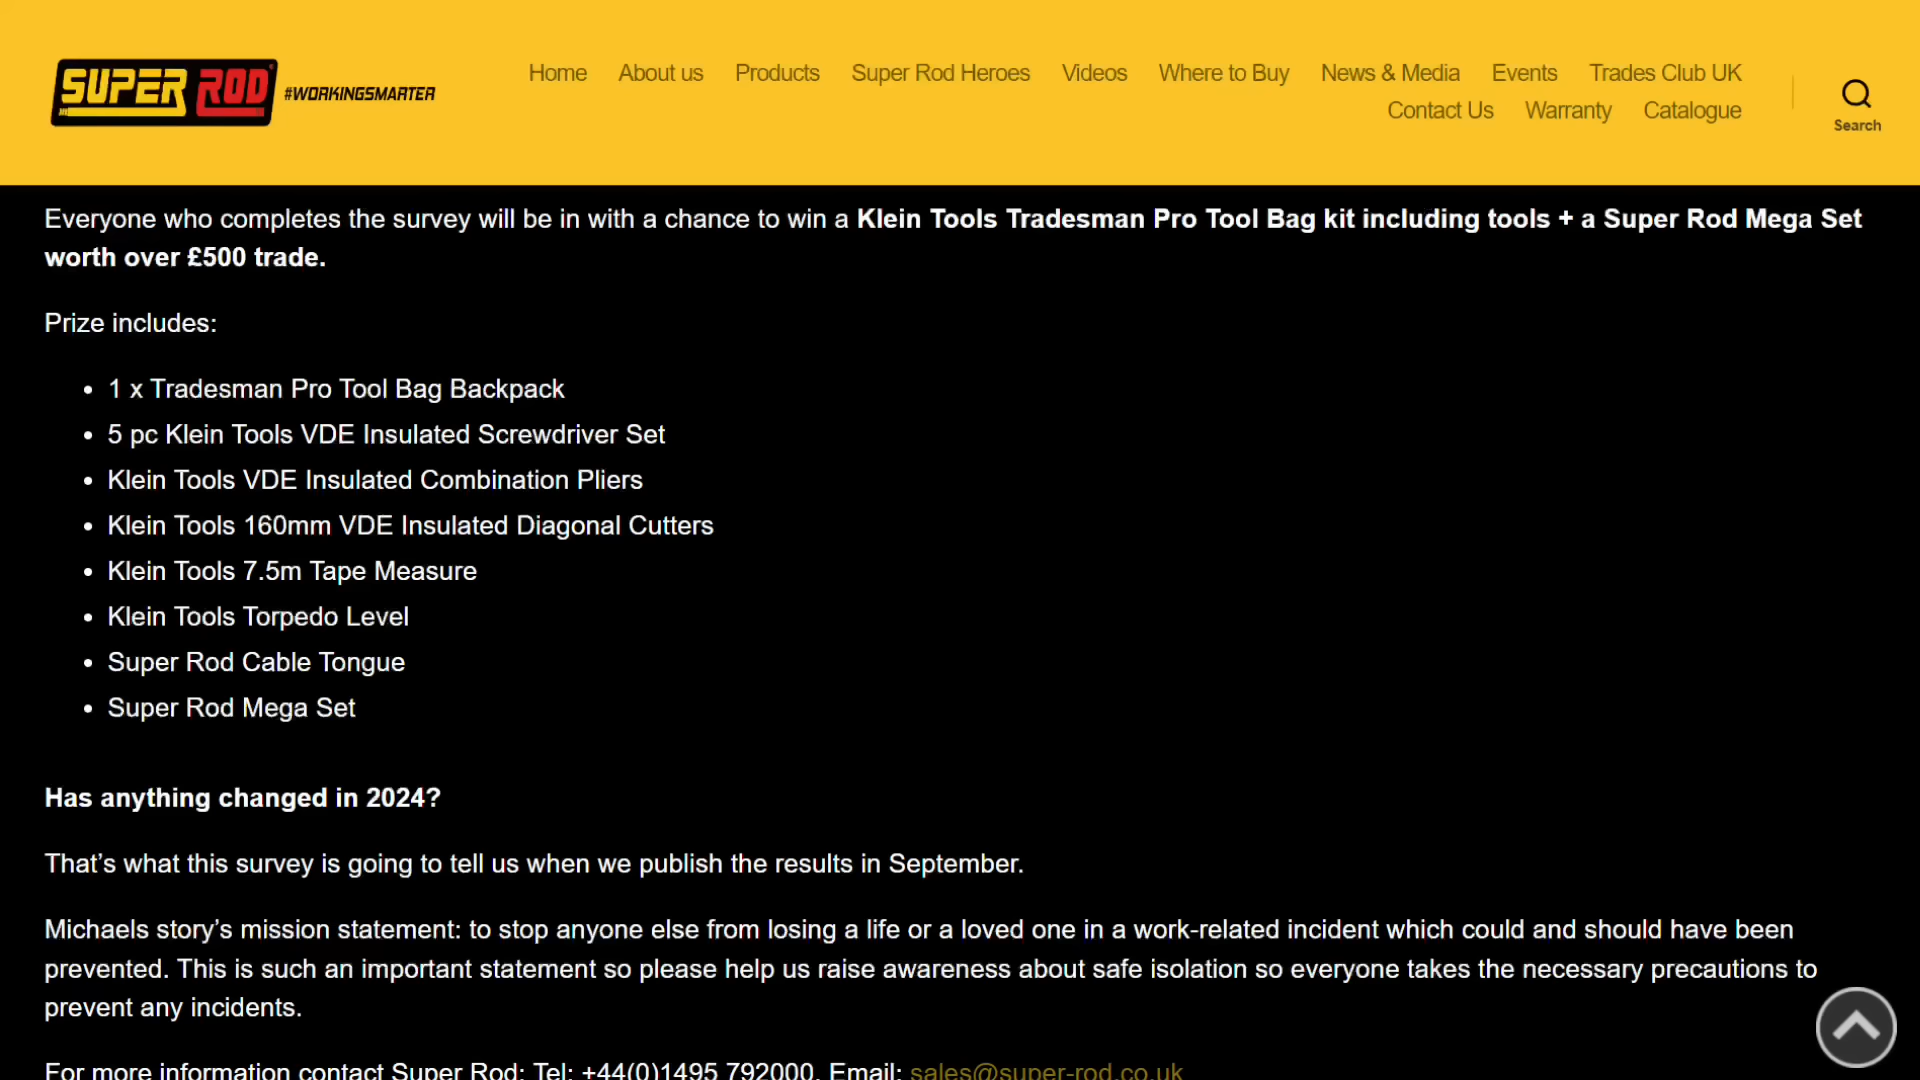 SUPER ROD #WORKINGSMARTER
Home About us Products Super Rod Heroes Videos Where to Buy News & Media Events Trades Club UK
Contact Us Warranty Catalogue
Search
Everyone who completes the survey will be in with a chance to win a Klein Tools Tradesman Pro Tool Bag kit including tools + a Super Rod Mega Set
worth over £500 trade.
Prize includes:
• 1 x Tradesman Pro Tool Bag Backpack
• 5 pc Klein Tools VDE Insulated Screwdriver Set
• Klein Tools VDE Insulated Combination Pliers
• Klein Tools 160mm VDE Insulated Diagonal Cutters
• Klein Tools 7.5m Tape Measure
• Klein Tools Torpedo Level
• Super Rod Cable Tongue
• Super Rod Mega Set
Has anything changed in 2024?
That’s what this survey is going to tell us when we publish the results in September.
Michaels story’s mission statement: to stop anyone else from losing a life or a loved one in a work-related incident which could and should have been
prevented. This is such an important statement so please help us raise awareness about safe isolation so everyone takes the necessary precautions to
prevent any incidents.
For more information contact Super Rod: Tel: +44(0)1495 792000. Email: sales@super-rod.co.uk